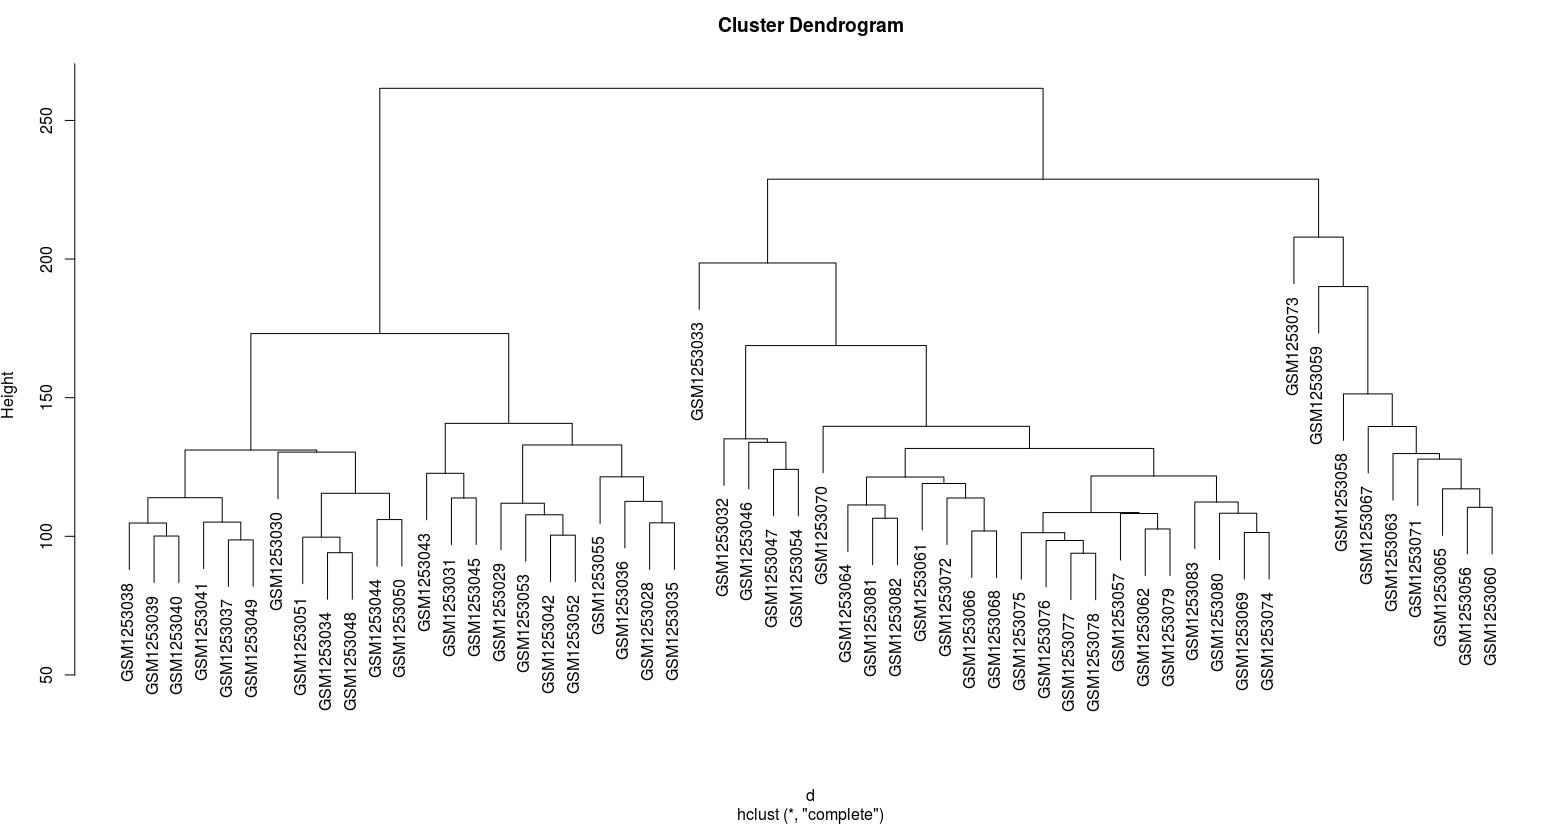 Cluster Dendrogram
Height
250
200
150
100
50
GSM1253038
GSM1253039
GSM1253040
GSM1253041
GSM1253037
GSM1253049
GSM1253030
GSM1253051
GSM1253034
GSM1253048
GSM1253044
GSM1253050
GSM1253043
GSM1253031
GSM1253045
GSM1253029
GSM1253053
GSM1253042
GSM1253052
GSM1253055
GSM1253036
GSM1253028
GSM1253035
GSM1253033
GSM1253032
GSM1253046
GSM1253047
GSM1253054
GSM1253070
GSM1253064
GSM1253081
GSM1253082
GSM1253061
GSM1253072
GSM1253066
GSM1253068
GSM1253075
GSM1253076
GSM1253077
GSM1253078
GSM1253057
GSM1253062
GSM1253079
GSM1253083
GSM1253080
GSM1253069
GSM1253074
GSM1253073
GSM1253059
GSM1253058
GSM1253067
GSM1253063
GSM1253071
GSM1253065
GSM1253056
GSM1253060
d
hclust (*, "complete")